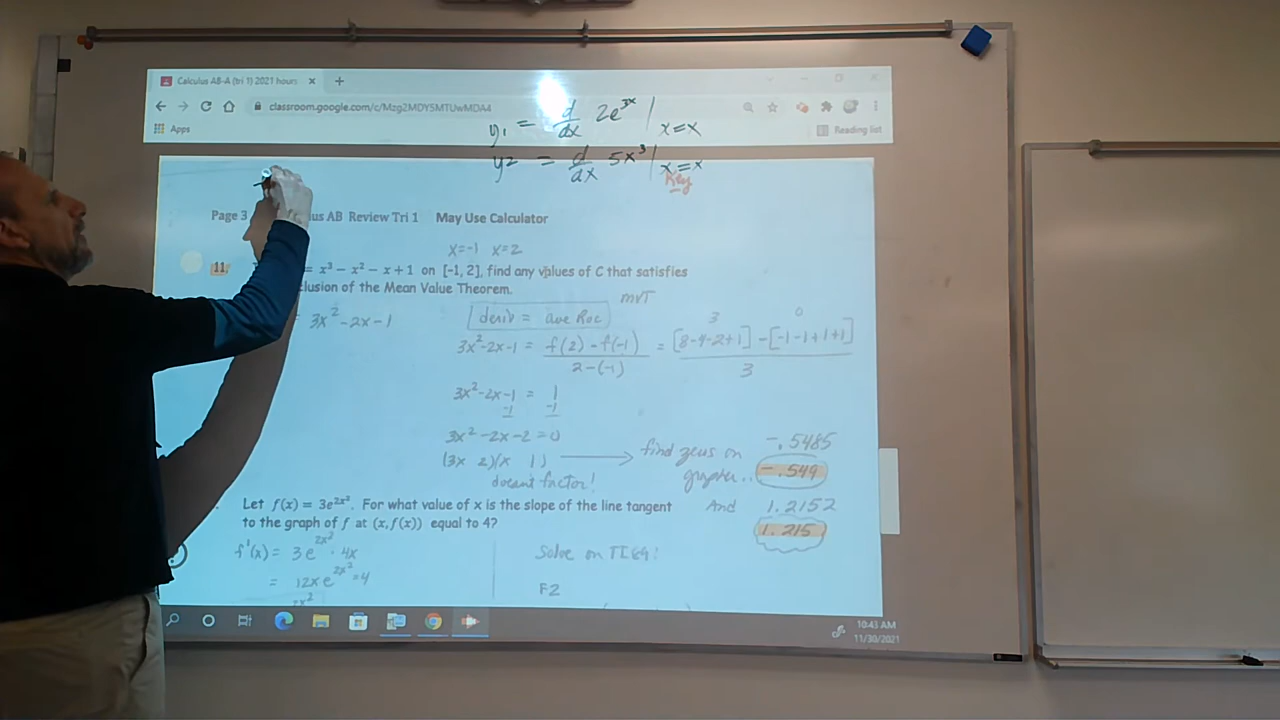 Calculus AB-A (tri 1) 2021 hours
classroom.google.com/c/Mzg2MDY5MTUwMDA4
Apps
Reading list
y1 = d/dx 2e^3x | x=x
y2 = d/dx 5x^3 | x=x
Key
Page 3 us AB Review Tri 1 May Use Calculator
x=-1 x=2
11. = x³ – x² – x + 1 on [-1, 2], find any values of C that satisfies
clusion of the Mean Value Theorem.
MVT
3x²-2x-1
deriv = ave Roc
3 0
3x²-2x-1 = f(2) - f(-1) / 2-(-1) = [8-4-2+1] - [-1-1+1+1] / 3
3x²-2x-1 = 1
-1 -1
3x²-2x-2=0
(3x 2)(x 1) → find zeros on
grapher..
doesn't factor!
-.5485
-.549
And 1.2152
1.215
Let f(x) = 3e^2x². For what value of x is the slope of the line tangent
to the graph of f at (x, f(x)) equal to 4?
f'(x) = 3e^2x² · 4x
= 12xe^2x² = 4
Solve on TI89!
F2
10:43 AM
11/30/2021